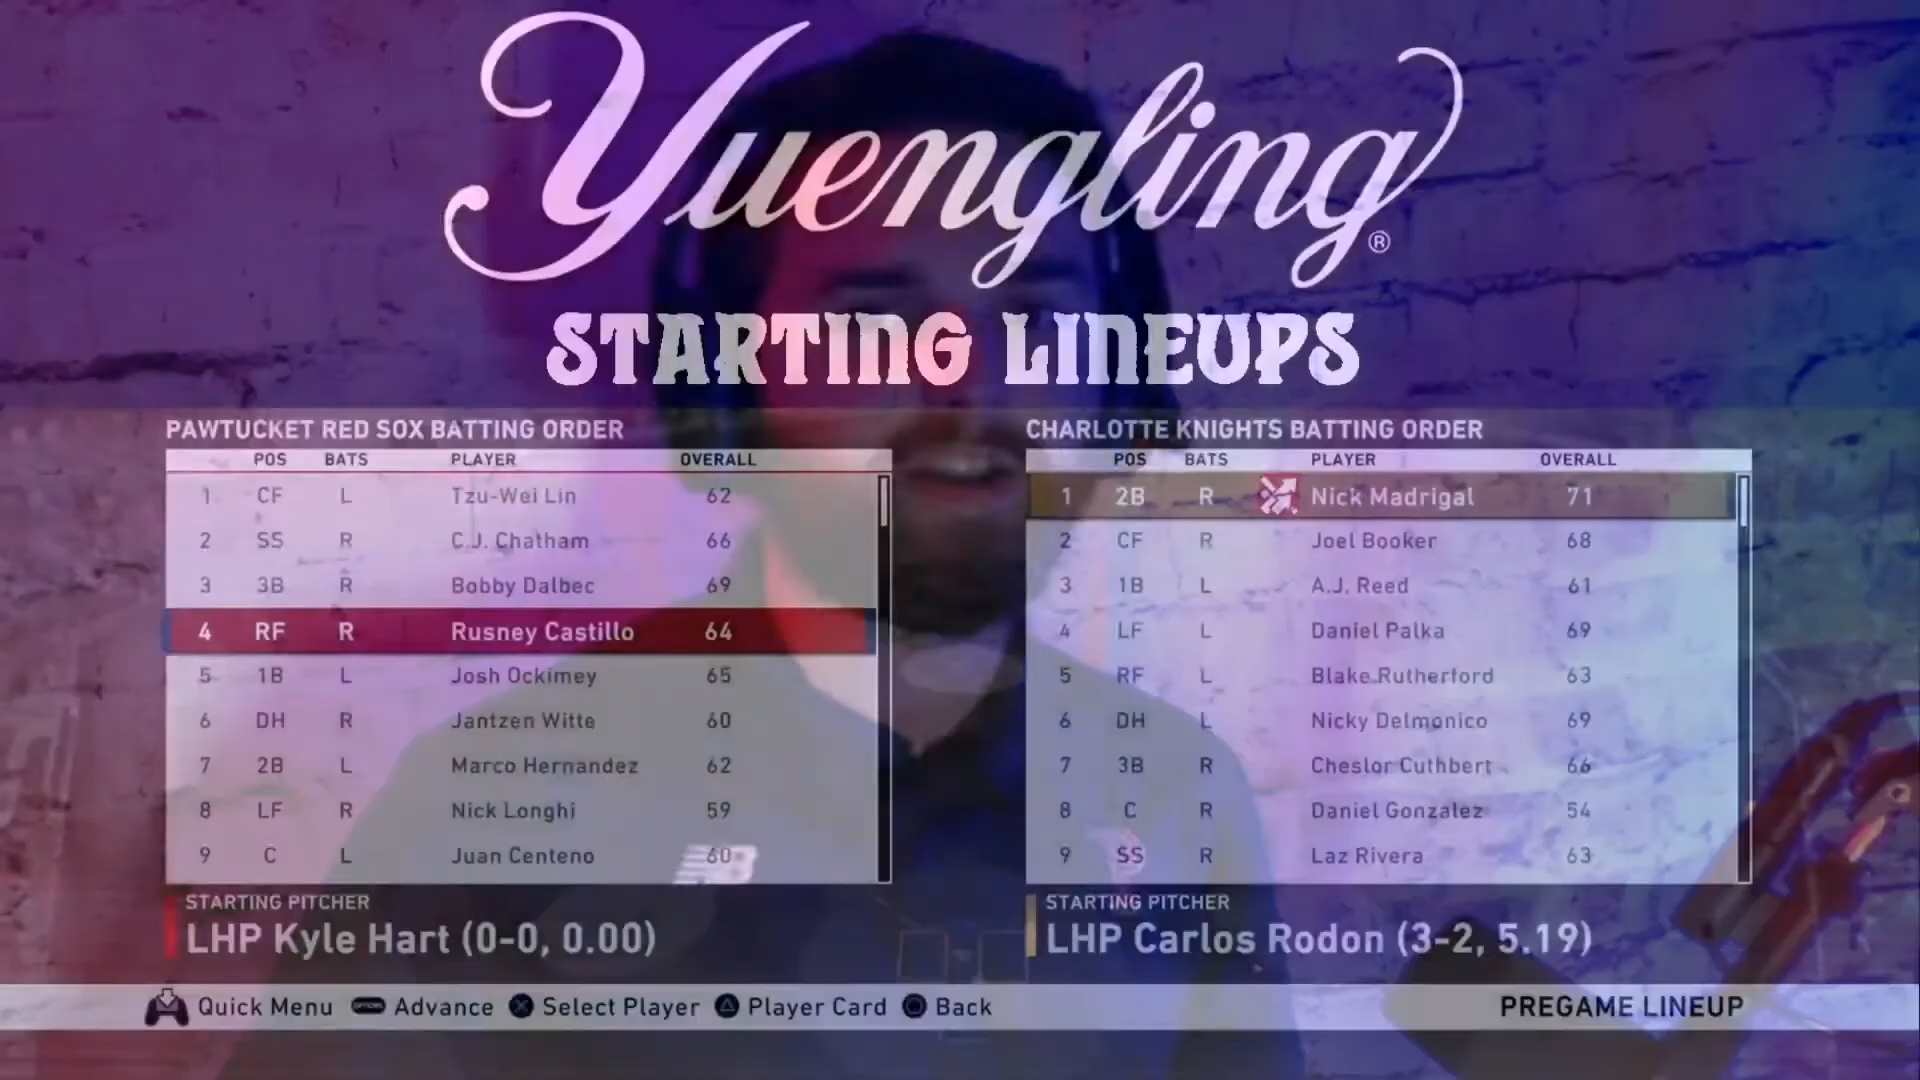 Yuengling®
STARTING LINEUPS
PAWTUCKET RED SOX BATTING ORDER
POS BATS PLAYER OVERALL
1 CF L Tzu-Wei Lin 62
2 SS R C.J. Chatham 66
3 3B R Bobby Dalbec 69
4 RF R Rusney Castillo 64
5 1B L Josh Ockimey 65
6 DH R Jantzen Witte 60
7 2B L Marco Hernandez 62
8 LF R Nick Longhi 59
9 C L Juan Centeno 60
STARTING PITCHER
LHP Kyle Hart (0-0, 0.00)
CHARLOTTE KNIGHTS BATTING ORDER
POS BATS PLAYER OVERALL
1 2B R Nick Madrigal 71
2 CF R Joel Booker 68
3 1B L A.J. Reed 61
4 LF L Daniel Palka 69
5 RF L Blake Rutherford 63
6 DH L Nicky Delmonico 69
7 3B R Cheslor Cuthbert 66
8 C R Daniel Gonzalez 54
9 SS R Laz Rivera 63
STARTING PITCHER
LHP Carlos Rodon (3-2, 5.19)
Quick Menu Advance Select Player Player Card Back
PREGAME LINEUP